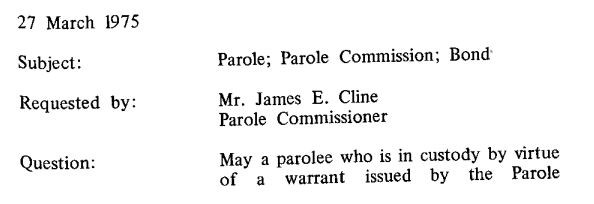 27 March 1975
Subject: Parole; Parole Commission; Bond
Requested by: Mr. James E. Cline
Parole Commissioner
Question: May a parolee who is in custody by virtue
of a warrant issued by the Parole